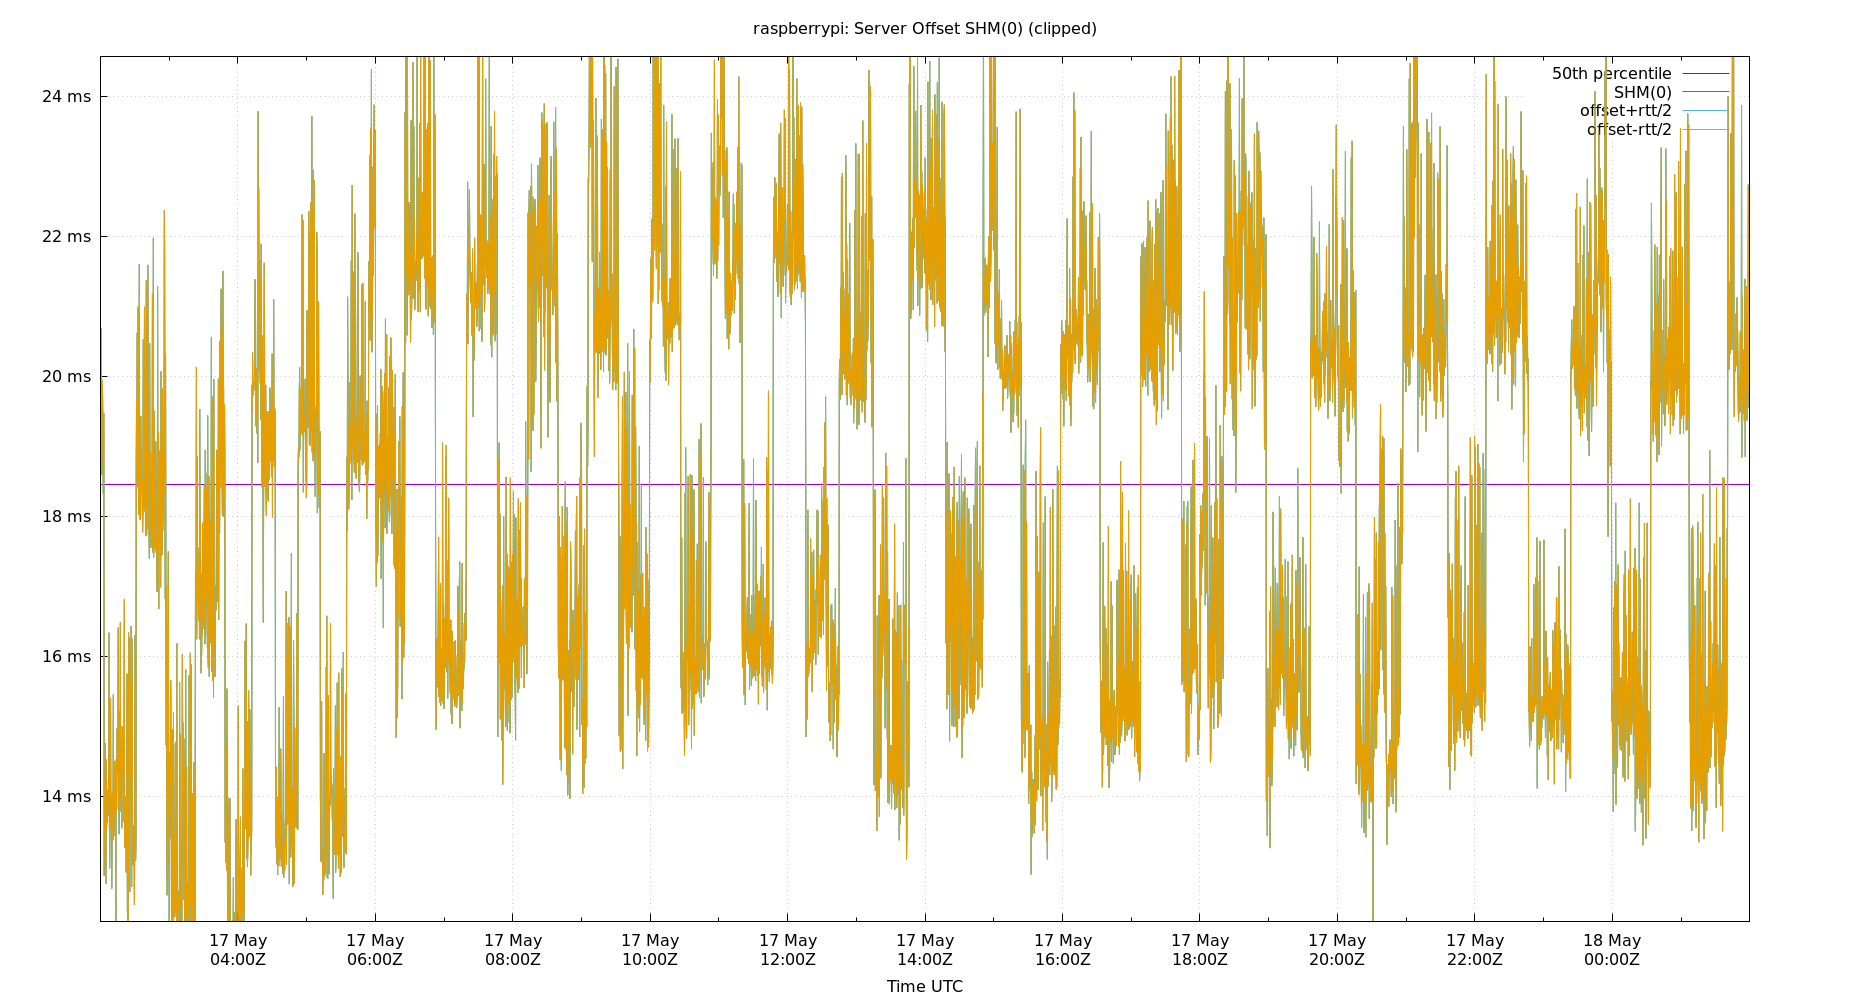 raspberrypi: Server Offset SHM(0) (clipped)
50th percentile
SHM(0)
offset+rtt/2
offset-rtt/2
24 ms
22 ms
20 ms
18 ms
16 ms
14 ms
17 May 17 May 17 May 17 May 17 May 17 May 17 May 17 May 17 May 17 May 18 May
04:00Z 06:00Z 08:00Z 10:00Z 12:00Z 14:00Z 16:00Z 18:00Z 20:00Z 22:00Z 00:00Z
Time UTC